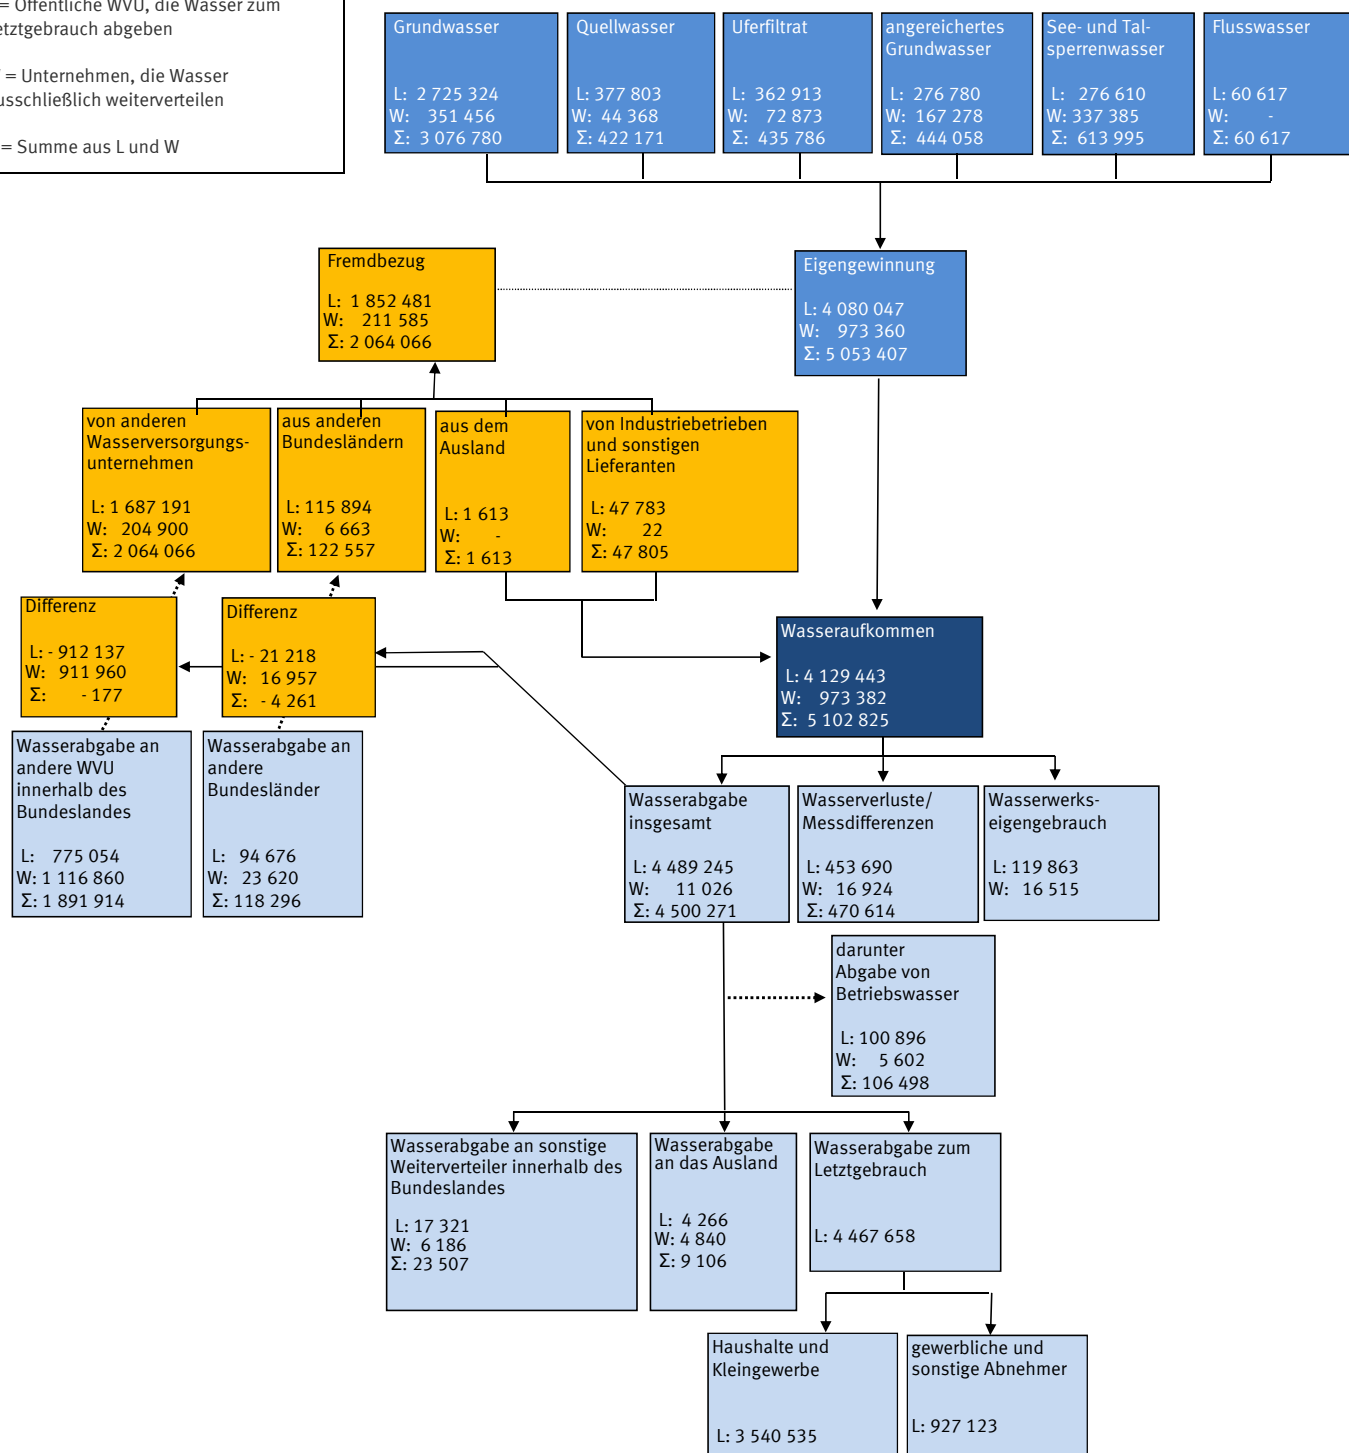 = Öffentliche WVU, die Wasser zum
abgeben
= Unternehmen, die Wasser
weiterverteilen
= Summe aus L und W
Grundwasser
L: 2 725 324
W: 351 456
Σ: 3 076 780
Quellwasser
L: 377 803
W: 44 368
Σ: 422 171
Uferfiltrat
L: 362 913
W: 72 873
Σ: 435 786
angereichertes
Grundwasser
L: 276 780
W: 167 278
Σ: 444 058
See- und Tal-
sperrenwasser
L: 276 610
W: 337 385
Σ: 613 995
Flusswasser
L: 60 617
W: -
Σ: 60 617
Fremdbezug
L: 1 852 481
W: 211 585
Σ: 2 064 066
Eigengewinnung
L: 4 080 047
W: 973 360
Σ: 5 053 407
von anderen
Wasserversorgungs-
unternehmen
L: 1 687 191
W: 204 900
Σ: 2 064 066
aus anderen
Bundesländern
L: 115 894
W: 6 663
Σ: 122 557
aus dem
Ausland
L: 1 613
W: -
Σ: 1 613
von Industriebetrieben
und sonstigen
Lieferanten
L: 47 783
W: 22
Σ: 47 805
Differenz
L: - 912 137
W: 911 960
Σ: - 177
Differenz
L: - 21 218
W: 16 957
Σ: - 4 261
Wasseraufkommen
L: 4 129 443
W: 973 382
Σ: 5 102 825
Wasserabgabe an
andere WVU
innerhalb des
Bundeslandes
L: 775 054
W: 1 116 860
Σ: 1 891 914
Wasserabgabe an
andere
Bundesländer
L: 94 676
W: 23 620
Σ: 118 296
Wasserabgabe
insgesamt
L: 4 489 245
W: 11 026
Σ: 4 500 271
Wasserverluste/
Messdifferenzen
L: 453 690
W: 16 924
Σ: 470 614
Wasserwerks-
eigengebrauch
L: 119 863
W: 16 515
darunter
Abgabe von
Betriebswasser
L: 100 896
W: 5 602
Σ: 106 498
Wasserabgabe an sonstige
Weiterverteiler innerhalb des
Bundeslandes
L: 17 321
W: 6 186
Σ: 23 507
Wasserabgabe
an das Ausland
L: 4 266
W: 4 840
Σ: 9 106
Wasserabgabe zum
Letztgebrauch
L: 4 467 658
Haushalte und
Kleingewerbe
L: 3 540 535
gewerbliche und
sonstige Abnehmer
L: 927 123